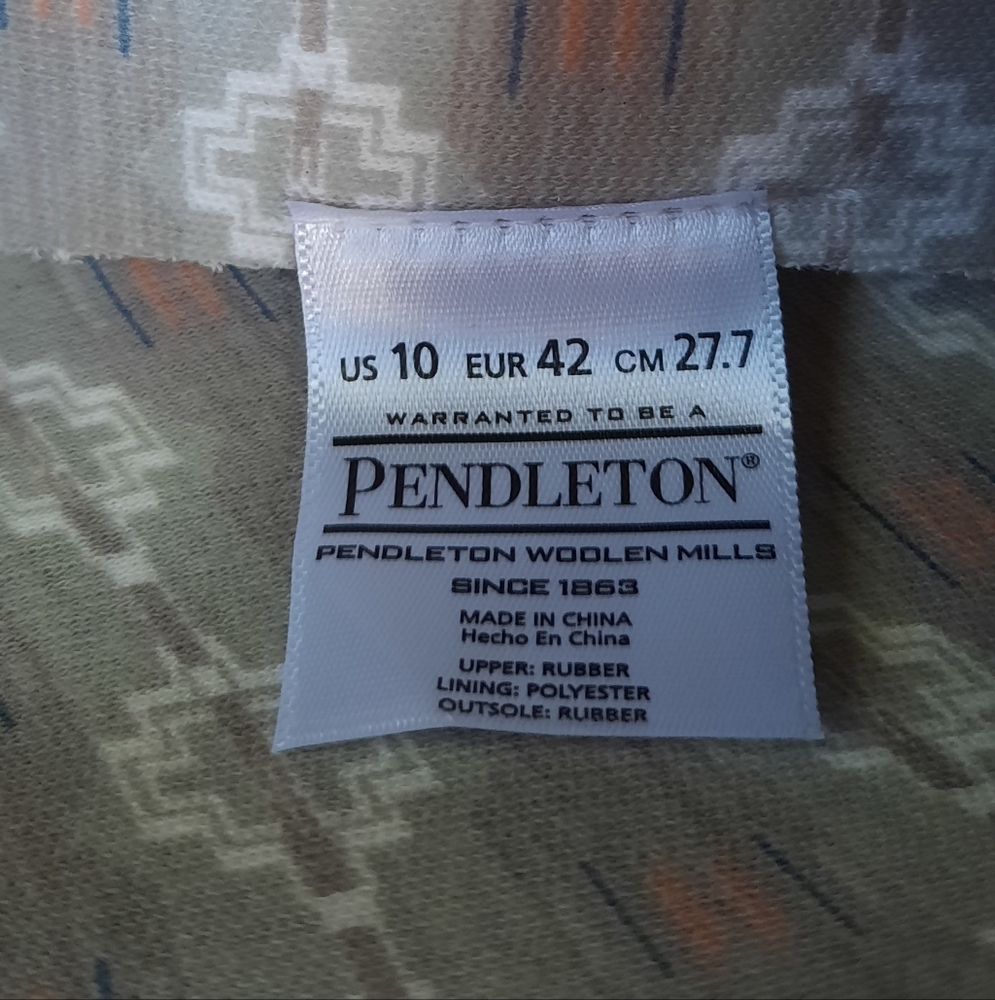 US 10 EUR 42 CM 27.7
WARRANTED TO BE A
PENDLETON®
PENDLETON WOOLEN MILLS
SINCE 1863
MADE IN CHINA
Hecho En China
UPPER: RUBBER
LINING: POLYESTER
OUTSOLE: RUBBER